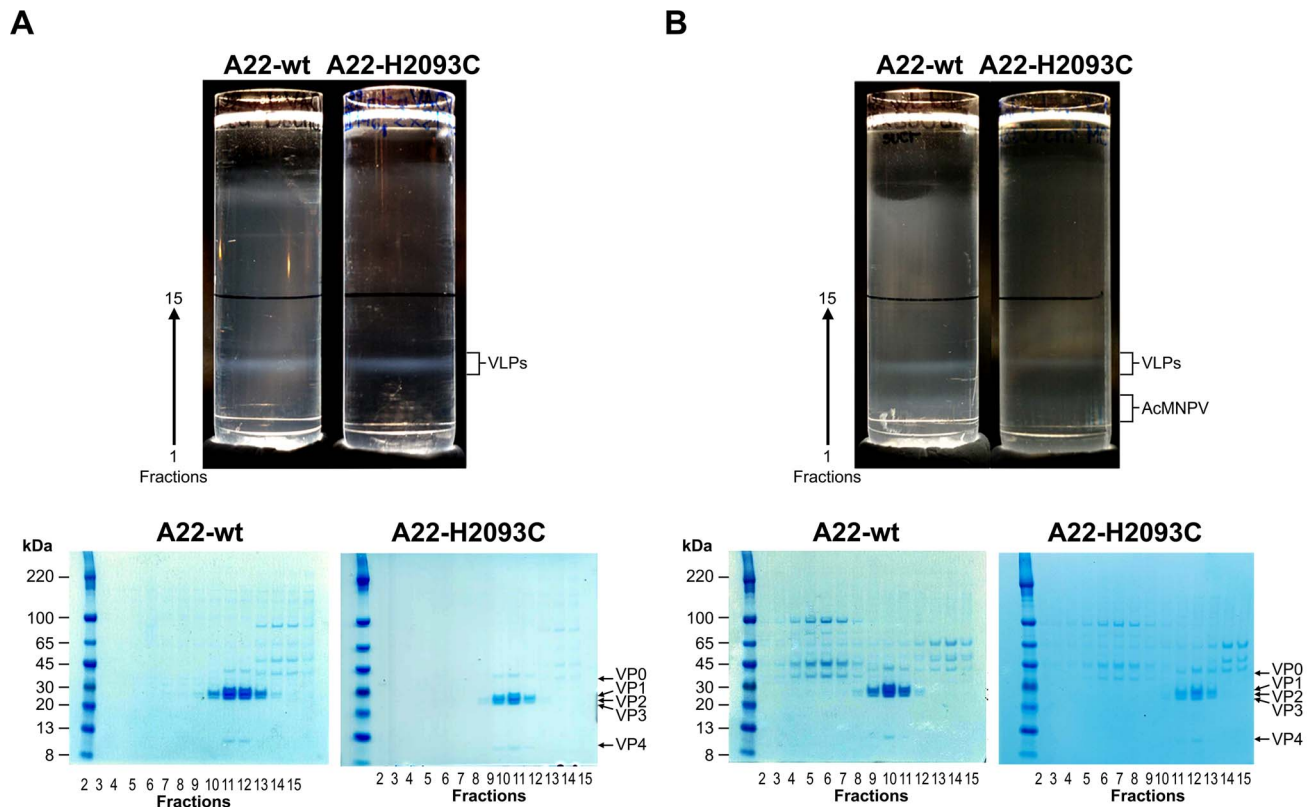 A
B
A22-wt A22-H2093C
A22-wt A22-H2093C
suct
15
1
Fractions
VLPs
15
1
Fractions
VLPs
AcMNPV
A22-wt
A22-H2093C
kDa
220
100
65
45
30
20
13
8
VP0
VP1
VP2
VP3
VP4
2 3 4 5 6 7 8 9 10 11 12 13 14 15
Fractions
2 3 4 5 6 7 8 9 10 11 12 13 14 15
Fractions
A22-wt
A22-H2093C
kDa
220
100
65
45
30
20
13
8
VP0
VP1
VP2
VP3
VP4
2 3 4 5 6 7 8 9 10 11 12 13 14 15
Fractions
2 3 4 5 6 7 8 9 10 11 12 13 14 15
Fractions